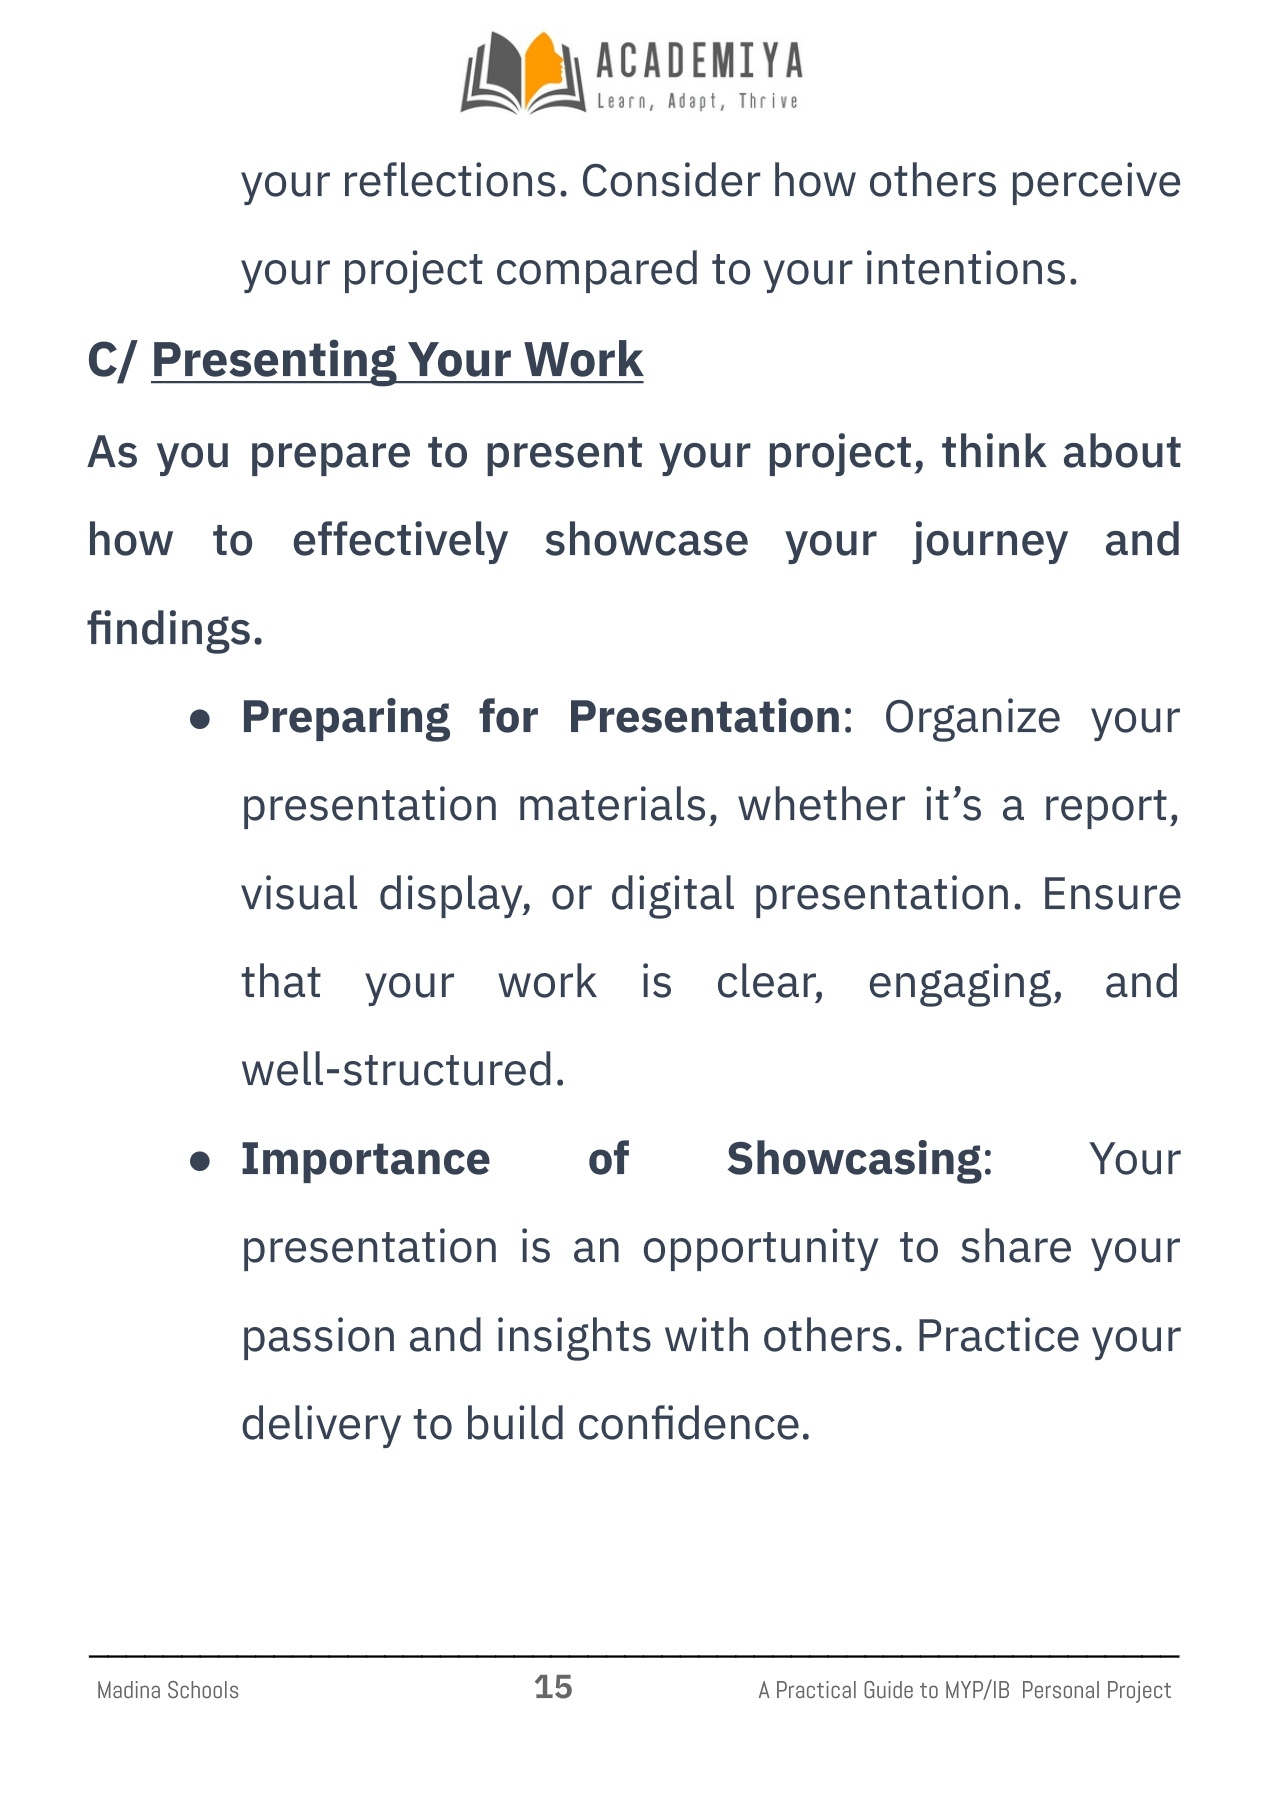 ACADEMIYA
Learn, Adapt, Thrive
your reflections. Consider how others perceive
your project compared to your intentions.
C/ Presenting Your Work
As you prepare to present your project, think about
how to effectively showcase your journey and
findings.
● Preparing for Presentation: Organize your
presentation materials, whether it’s a report,
visual display, or digital presentation. Ensure
that your work is clear, engaging, and
well-structured.
● Importance of Showcasing: Your
presentation is an opportunity to share your
passion and insights with others. Practice your
delivery to build confidence.
Madina Schools 15 A Practical Guide to MYP/IB Personal Project